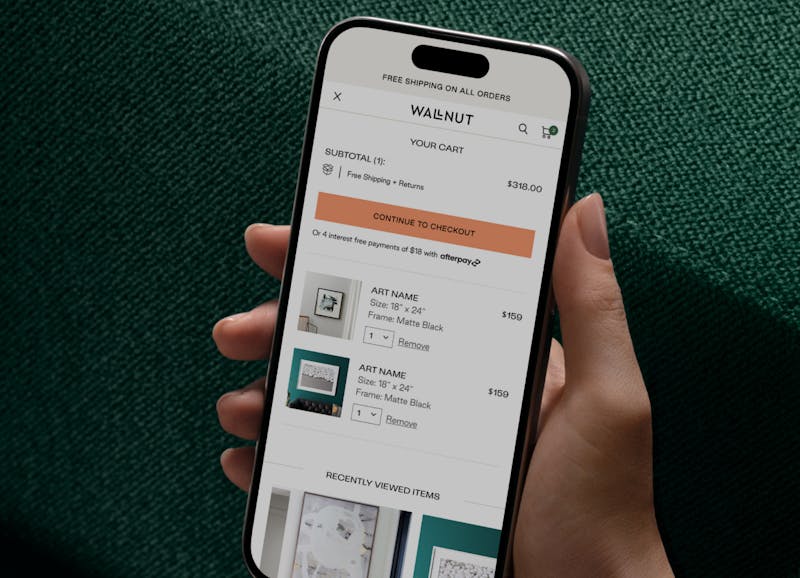 FREE SHIPPING ON ALL ORDERS
WALLNUT
YOUR CART
SUBTOTAL (1):
$318.00
Free Shipping + Returns
CONTINUE TO CHECKOUT
Or 4 interest free payments of $18 with afterpay
ART NAME
Size: 18" x 24"
$159
Frame: Matte Black
1
Remove
ART NAME
Size: 18" x 24"
$159
Frame: Matte Black
1
Remove
RECENTLY VIEWED ITEMS